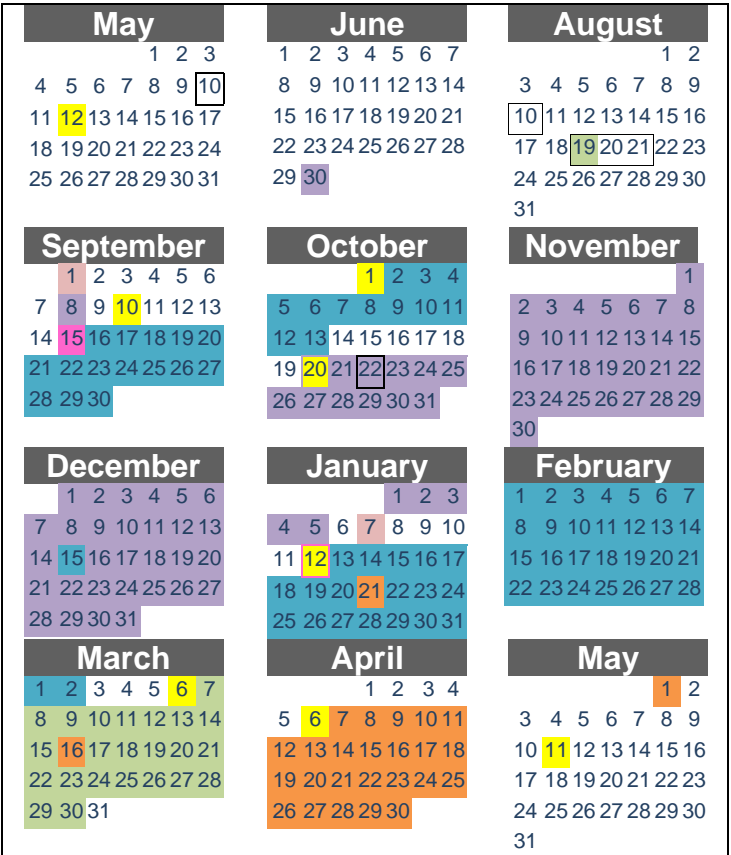 May
1 2 3
4 5 6 7 8 9 10
11 12 13 14 15 16 17
18 19 20 21 22 23 24
25 26 27 28 29 30 31
June
1 2 3 4 5 6 7
8 9 10 11 12 13 14
15 16 17 18 19 20 21
22 23 24 25 26 27 28
29 30
August
1 2
3 4 5 6 7 8 9
10 11 12 13 14 15 16
17 18 19 20 21 22 23
24 25 26 27 28 29 30
31
September
1 2 3 4 5 6
7 8 9 10 11 12 13
14 15 16 17 18 19 20
21 22 23 24 25 26 27
28 29 30
October
1 2 3 4
5 6 7 8 9 10 11
12 13 14 15 16 17 18
19 20 21 22 23 24 25
26 27 28 29 30 31
November
1
2 3 4 5 6 7 8
9 10 11 12 13 14 15
16 17 18 19 20 21 22
23 24 25 26 27 28 29
30
December
1 2 3 4 5 6
7 8 9 10 11 12 13
14 15 16 17 18 19 20
21 22 23 24 25 26 27
28 29 30 31
January
1 2 3
4 5 6 7 8 9 10
11 12 13 14 15 16 17
18 19 20 21 22 23 24
25 26 27 28 29 30 31
February
1 2 3 4 5 6 7
8 9 10 11 12 13 14
15 16 17 18 19 20 21
22 23 24 25 26 27 28
March
1 2 3 4 5 6 7
8 9 10 11 12 13 14
15 16 17 18 19 20 21
22 23 24 25 26 27 28
29 30 31
April
1 2 3 4
5 6 7 8 9 10 11
12 13 14 15 16 17 18
19 20 21 22 23 24 25
26 27 28 29 30
May
1 2
3 4 5 6 7 8 9
10 11 12 13 14 15 16
17 18 19 20 21 22 23
24 25 26 27 28 29 30
31